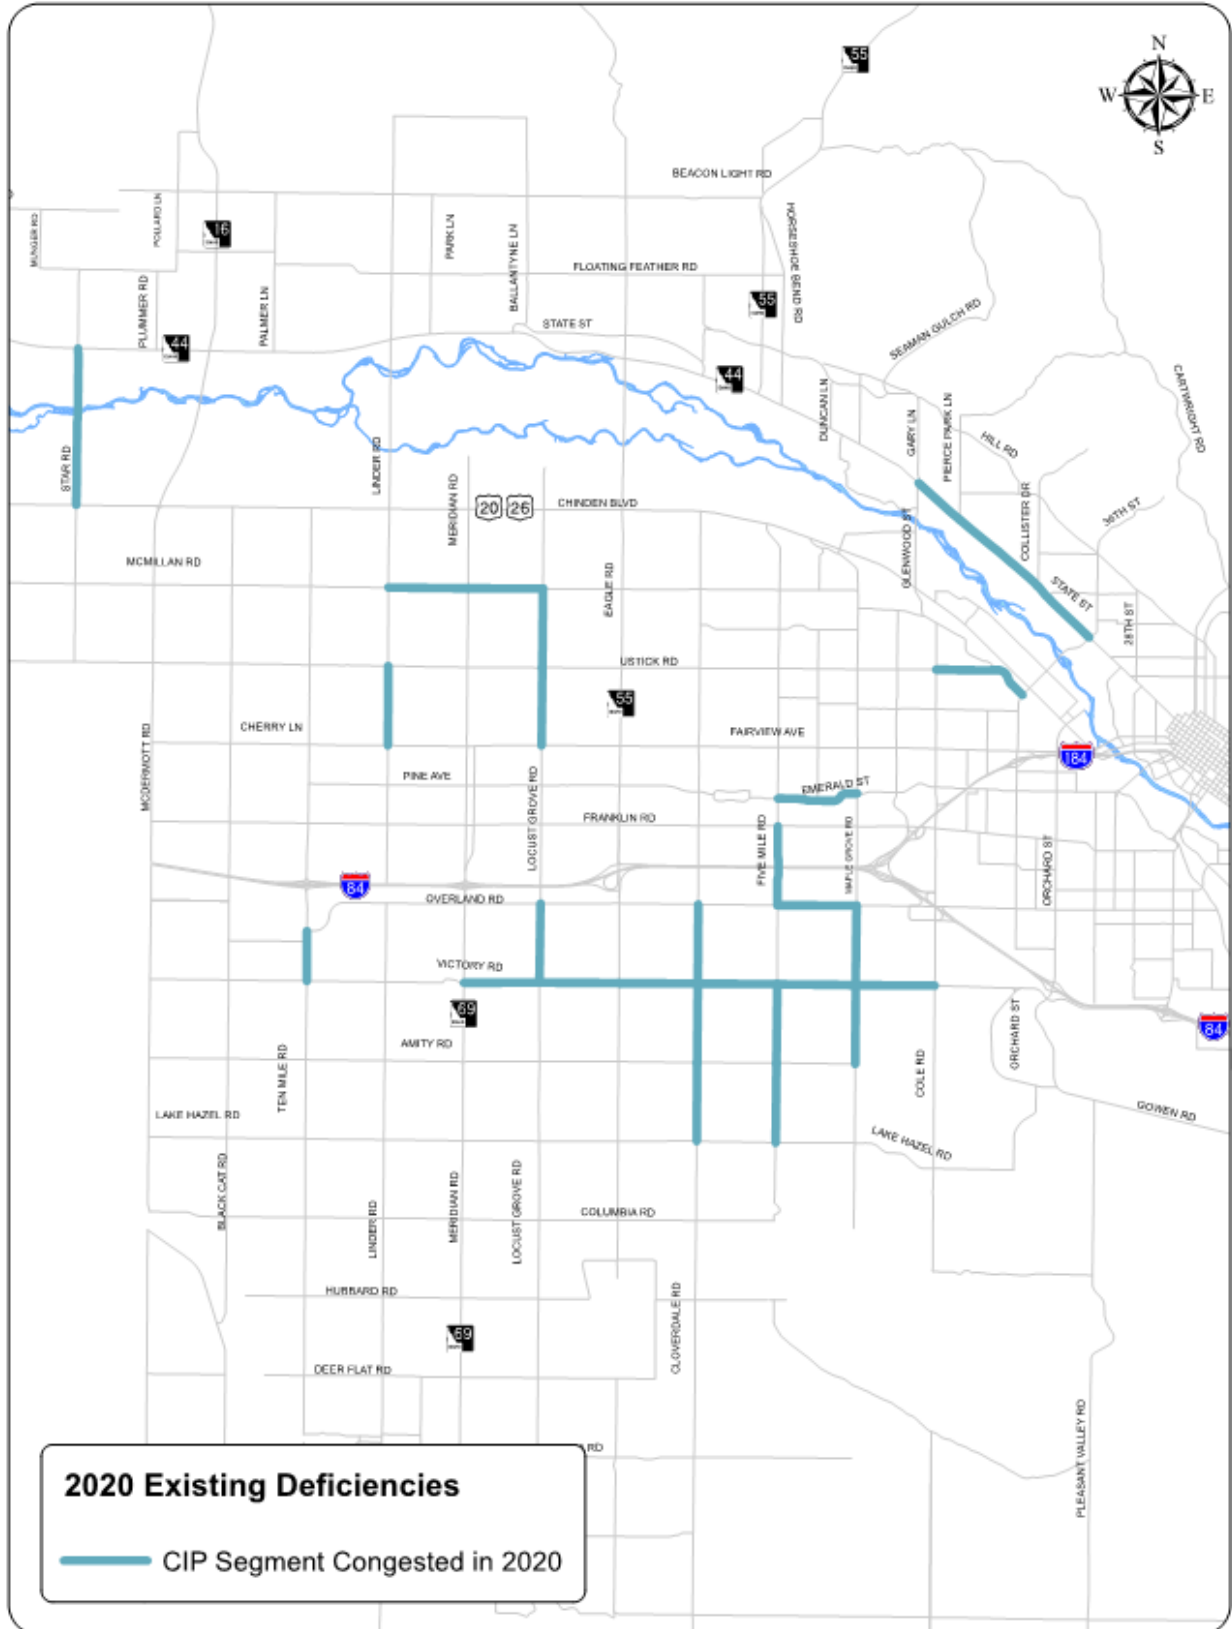 55
N
W E
S
BEACON LIGHT RD
MUNGER RD
POLLARD LN
16
PARK LN
BALLANTYNE LN
HORSESHOE BEND RD
FLOATING FEATHER RD
PLUMMER RD
PALMER LN
55
STATE ST
SEAMAN GULCH RD
44
44
CARTWRIGHT RD
DUNCAN LN
GARY LN
PIERCE PARK LN
HILL RD
STAR RD
LINDER RD
MERIDIAN RD
20 26
CHINDEN BLVD
COLLISTER DR
36TH ST
GLENWOOD ST
MCMILLAN RD
EAGLE RD
STATE ST
28TH ST
USTICK RD
55
CHERRY LN
FAIRVIEW AVE
184
MCDERMOTT RD
PINE AVE
LOCUST GROVE RD
EMERALD ST
FRANKLIN RD
FIVE MILE RD
MAPLE GROVE RD
ORCHARD ST
84
OVERLAND RD
VICTORY RD
69
ORCHARD ST
84
AMITY RD
TEN MILE RD
COLE RD
LAKE HAZEL RD
GOWEN RD
LAKE HAZEL RD
BLACK CAT RD
LINDER RD
MERIDIAN RD
LOCUST GROVE RD
COLUMBIA RD
HUBBARD RD
CLOVERDALE RD
69
DEER FLAT RD
PLEASANT VALLEY RD
RD
2020 Existing Deficiencies
CIP Segment Congested in 2020